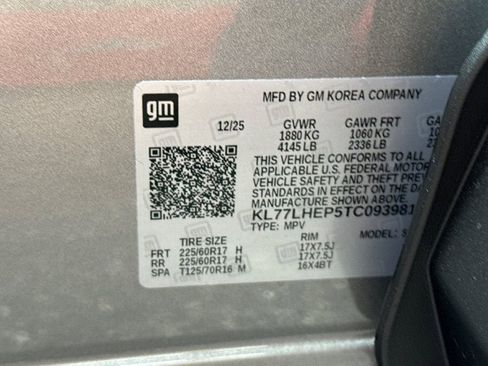 gm
MFD BY GM KOREA COMPANY
12/25 GVWR GAWR FRT
1880 KG 1060 KG
4145 LB 2336 LB
THIS VEHICLE CONFORMS TO ALL
APPLICABLE U.S. FEDERAL MOTOR
VEHICLE SAFETY AND THEFT
STANDARDS IN EFFECT ON THE
MANUFACTURE SHOWN ABOVE
KL77LHEP5TC093981
TYPE: MPV MODEL:
TIRE SIZE RIM
FRT 225/60R17 H 17X7.5J
RR 225/60R17 H 17X7.5J
SPA T125/70R16 M 16X4BT